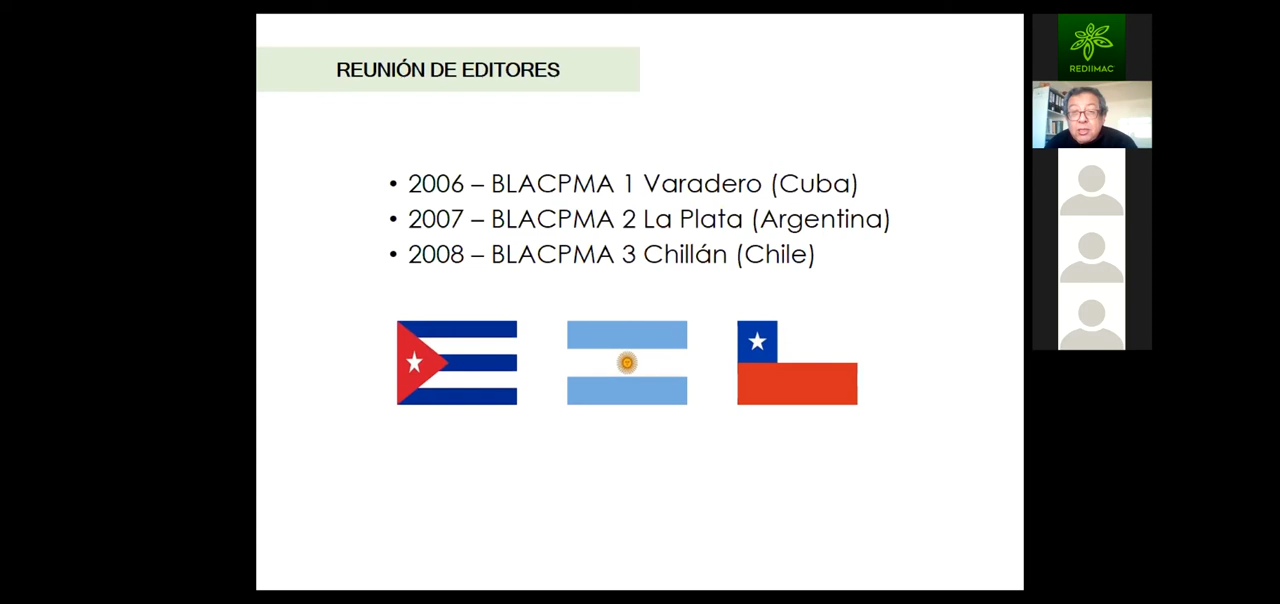 REUNIÓN DE EDITORES
• 2006 – BLACPMA 1 Varadero (Cuba)
• 2007 – BLACPMA 2 La Plata (Argentina)
• 2008 – BLACPMA 3 Chillán (Chile)
REDIIMAC